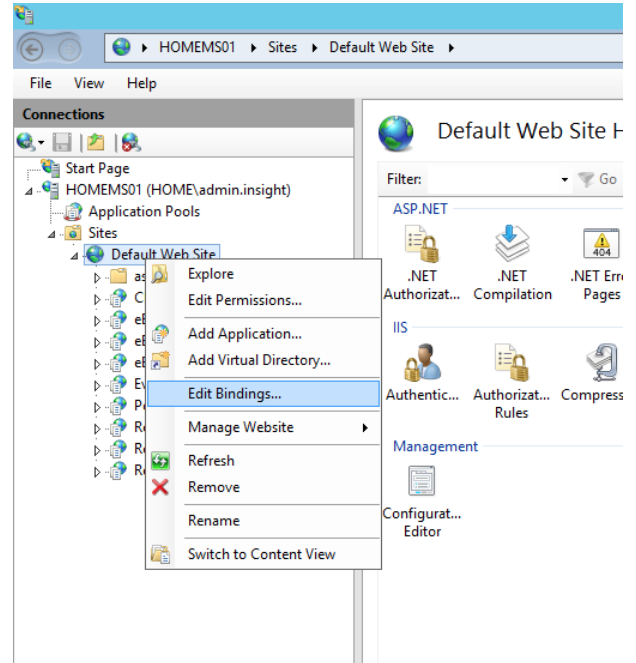 HOMEMS01 Sites Default Web Site
File View Help
Connections
Start Page
HOMEMS01 (HOME\admin.insight)
Application Pools
Sites
Default Web Site
Explore
Edit Permissions...
Add Application...
Add Virtual Directory...
Edit Bindings...
Manage Website
Refresh
Remove
Rename
Switch to Content View
Default Web Site H
Filter: Go
ASP.NET
.NET Authorizat...
.NET Compilation
404
.NET Erro
Pages
IIS
Authentic...
Authorizat...
Rules
Compress
Management
Configurat...
Editor